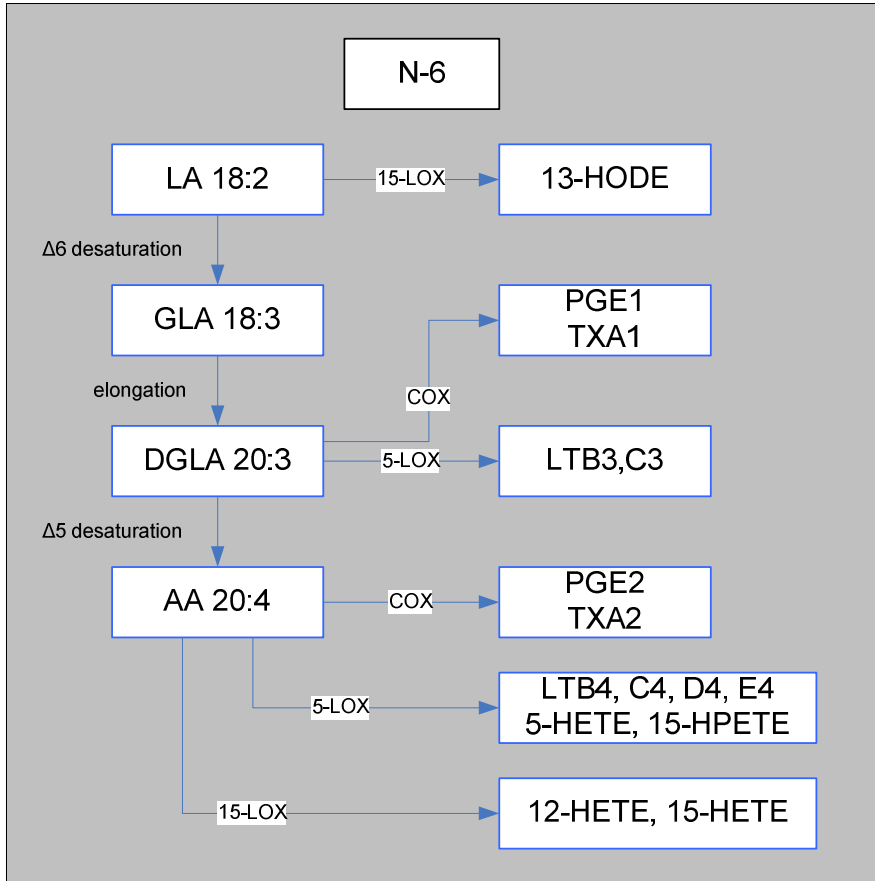 N-6
LA 18:2
15-LOX
13-HODE
Δ6 desaturation
GLA 18:3
PGE1
TXA1
elongation
COX
DGLA 20:3
5-LOX
LTB3,C3
Δ5 desaturation
AA 20:4
COX
PGE2
TXA2
5-LOX
LTB4, C4, D4, E4
5-HETE, 15-HPETE
15-LOX
12-HETE, 15-HETE